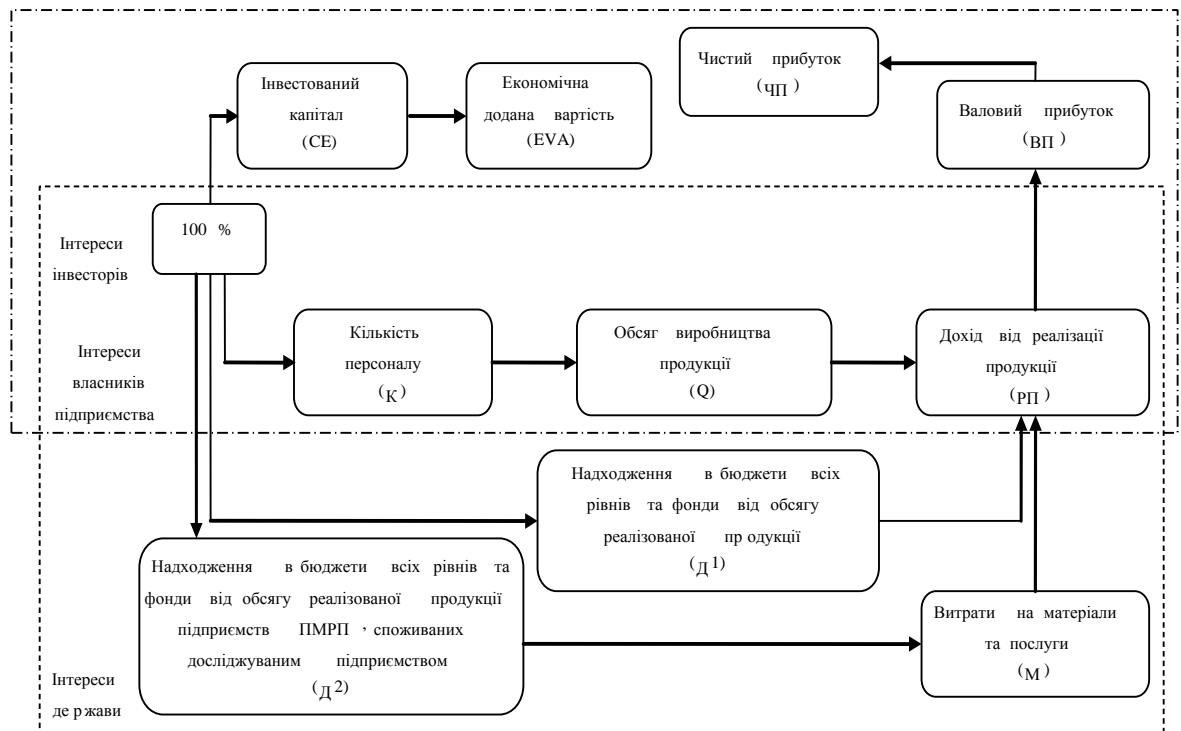 Чистий прибуток
(ЧП)
Інвестований
капітал
(CE)
Економічна
додана вартість
(EVA)
Валовий прибуток
(ВП)
100 %
Інтереси
інвесторів
Кількість
персоналу
(К)
Обсяг виробництва
продукції
(Q)
Дохід від реалізації
продукції
(РП)
Інтереси
власників
підприємства
Надходження в бюджети всіх
рівнів та фонди від обсягу
реалізованої пр одукції
(Д1)
Надходження в бюджети всіх рівнів та
фонди від обсягу реалізованої продукції
підприємств ПМРП , споживаних
досліджуваним підприємством
(Д2)
Витрати на матеріали
та послуги
(М)
Інтереси
де ржави